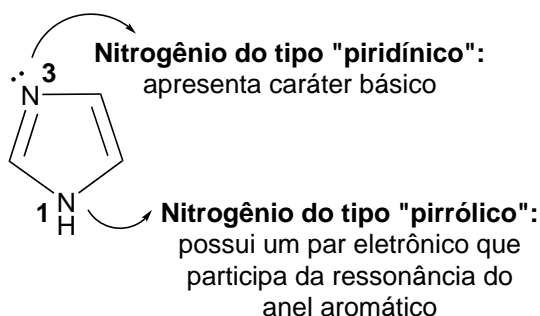 3
Nitrogênio do tipo "piridínico":
N
apresenta caráter básico
1 N
H
Nitrogênio do tipo "pirrólico":
possui um par eletrônico que
participa da ressonância do
anel aromático